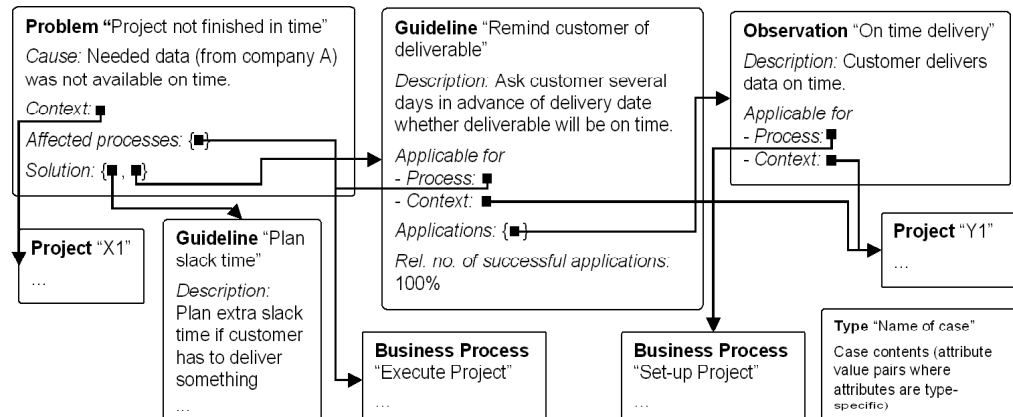 Problem “Project not finished in time”
Cause: Needed data (from company A)
was not available on time.
Context:
Affected processes: { }
Solution: { , }
Guideline “Remind customer of
deliverable”
Description: Ask customer several
days in advance of delivery date
whether deliverable will be on time.
Applicable for
- Process:
- Context:
Applications: { }
Rel. no. of successful applications:
100%
Observation “On time delivery”
Description: Customer delivers
data on time.
Applicable for
- Process:
- Context:
Project “X1”
...
Guideline “Plan
slack time”
Description:
Plan extra slack
time if customer
has to deliver
something
...
Business Process
“Execute Project”
...
Business Process
“Set-up Project”
...
Project “Y1”
...
Type “Name of case”
Case contents (attribute
value pairs where
attributes are type-
specific)